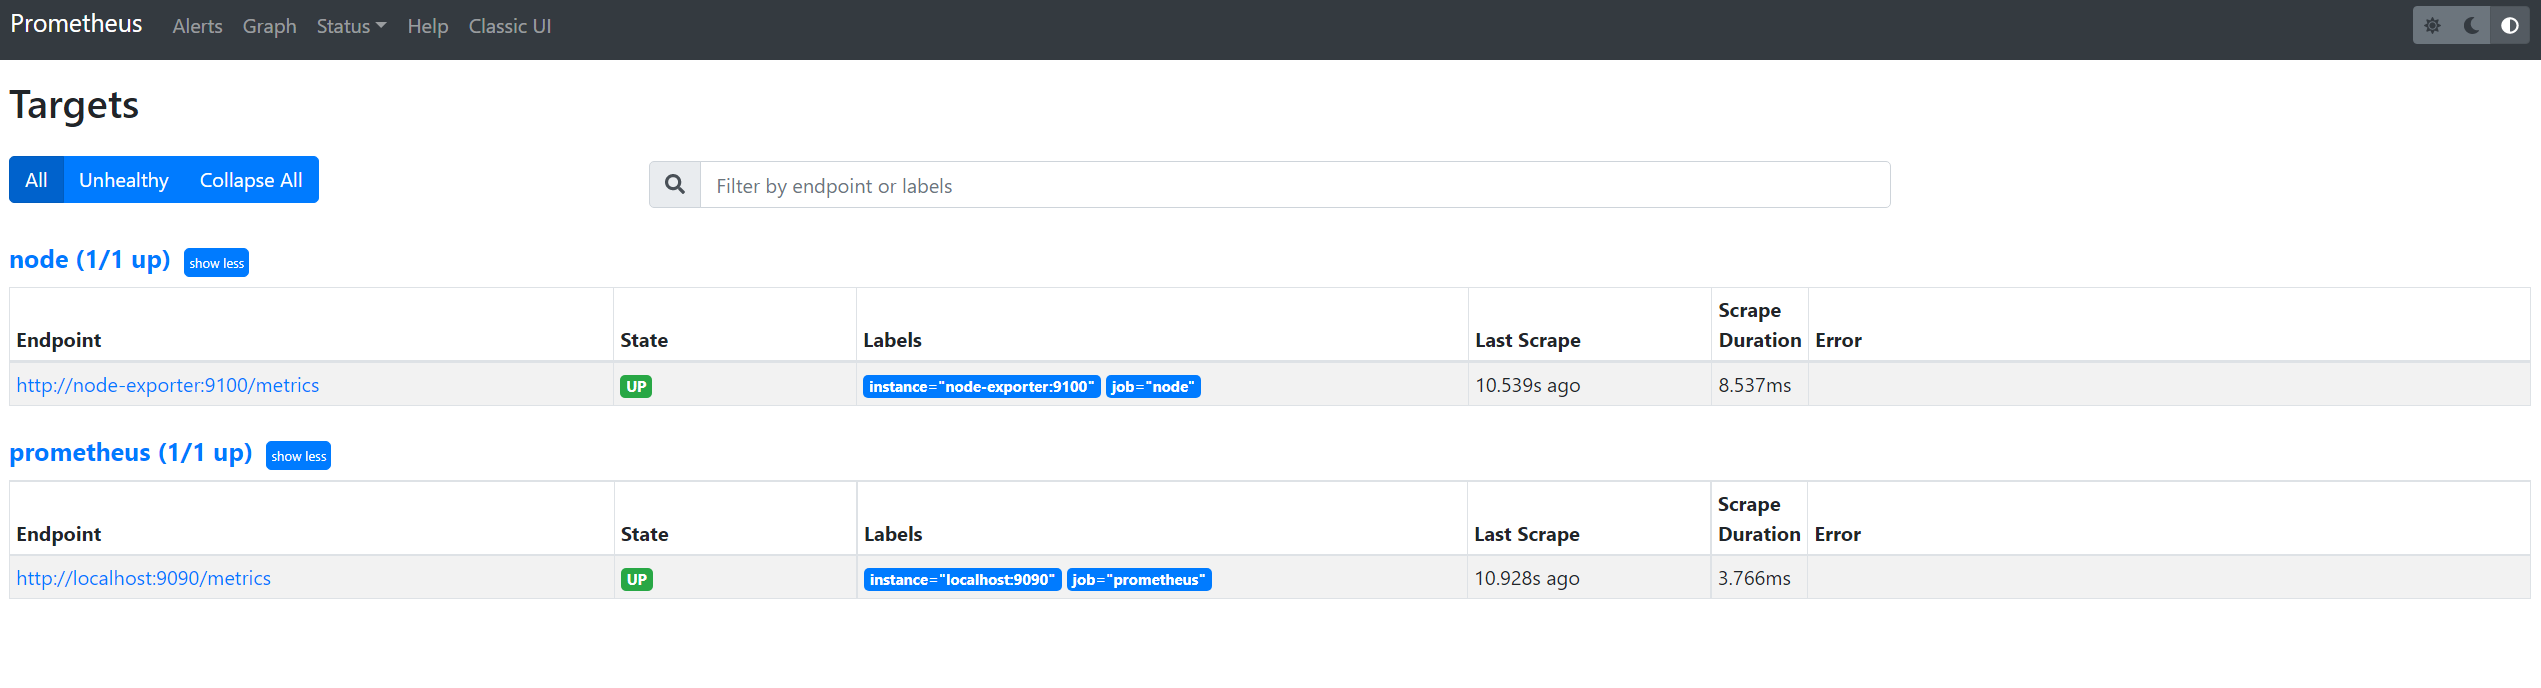 Prometheus Alerts Graph Status Help Classic UI
Targets
All Unhealthy Collapse All
Filter by endpoint or labels
node (1/1 up) show less
Endpoint State Labels Last Scrape Scrape Duration Error
http://node-exporter:9100/metrics UP instance="node-exporter:9100" job="node" 10.539s ago 8.537ms
prometheus (1/1 up) show less
Endpoint State Labels Last Scrape Scrape Duration Error
http://localhost:9090/metrics UP instance="localhost:9090" job="prometheus" 10.928s ago 3.766ms